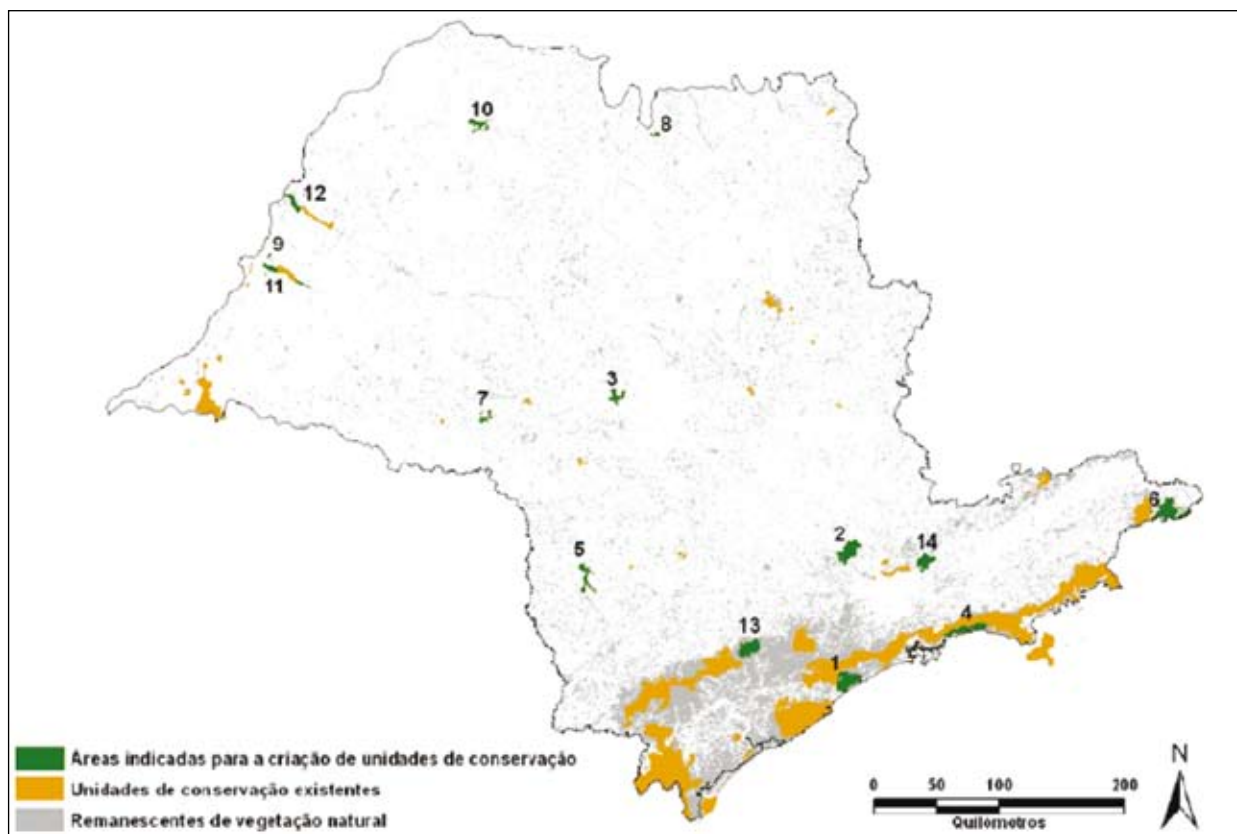 10
8
12
9
11
3
7
6
2
14
5
4
13
1
Áreas indicadas para a criação de unidades de conservação
Unidades de conservação existentes
Remanescentes de vegetação natural
N
0 50 100 200
Quilômetros